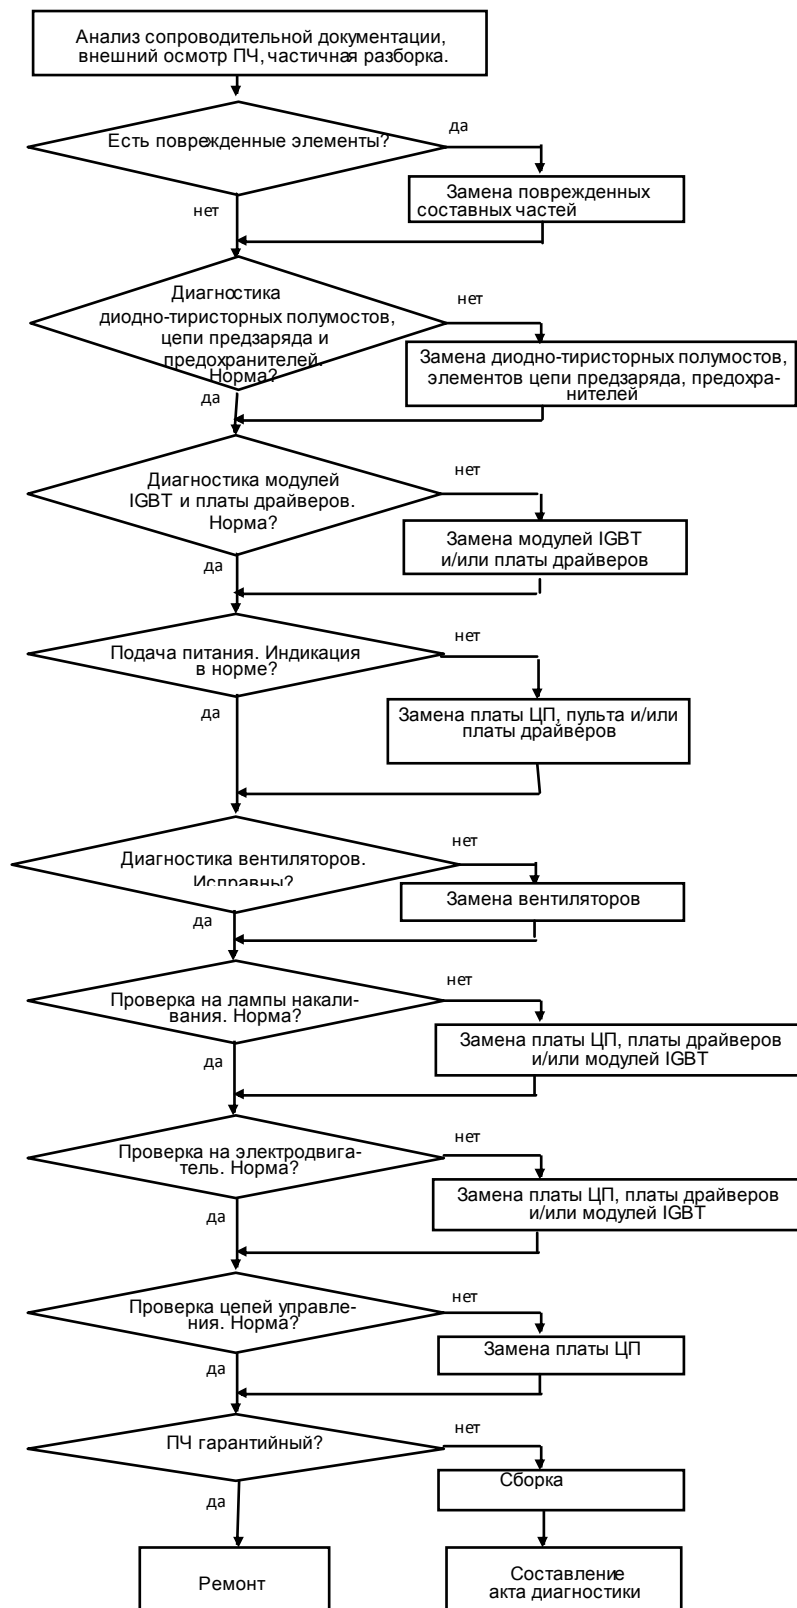 Анализ сопроводительной документации,
внешний осмотр ПЧ, частичная разборка.
Есть поврежденные элементы?
да
Замена поврежденных
составных частей
нет
Диагностика
диодно-тиристорных полумостов,
цепи предзаряда и
предохранителей.
Норма?
нет
Замена диодно-тиристорных полумостов,
элементов цепи предзаряда, предохра-
нителей
да
Диагностика модулей
IGBT и платы драйверов.
Норма?
нет
Замена модулей IGBT
и/или платы драйверов
да
Подача питания. Индикация
в норме?
нет
Замена платы ЦП, пульта и/или
платы драйверов
да
Диагностика вентиляторов.
Исправны?
нет
Замена вентиляторов
да
Проверка на лампы накали-
вания. Норма?
нет
Замена платы ЦП, платы драйверов
и/или модулей IGBT
да
Проверка на электродвига-
тель. Норма?
нет
Замена платы ЦП, платы драйверов
и/или модулей IGBT
да
Проверка цепей управле-
ния. Норма?
нет
Замена платы ЦП
да
ПЧ гарантийный?
нет
Сборка
да
Ремонт
Составление
акта диагностики